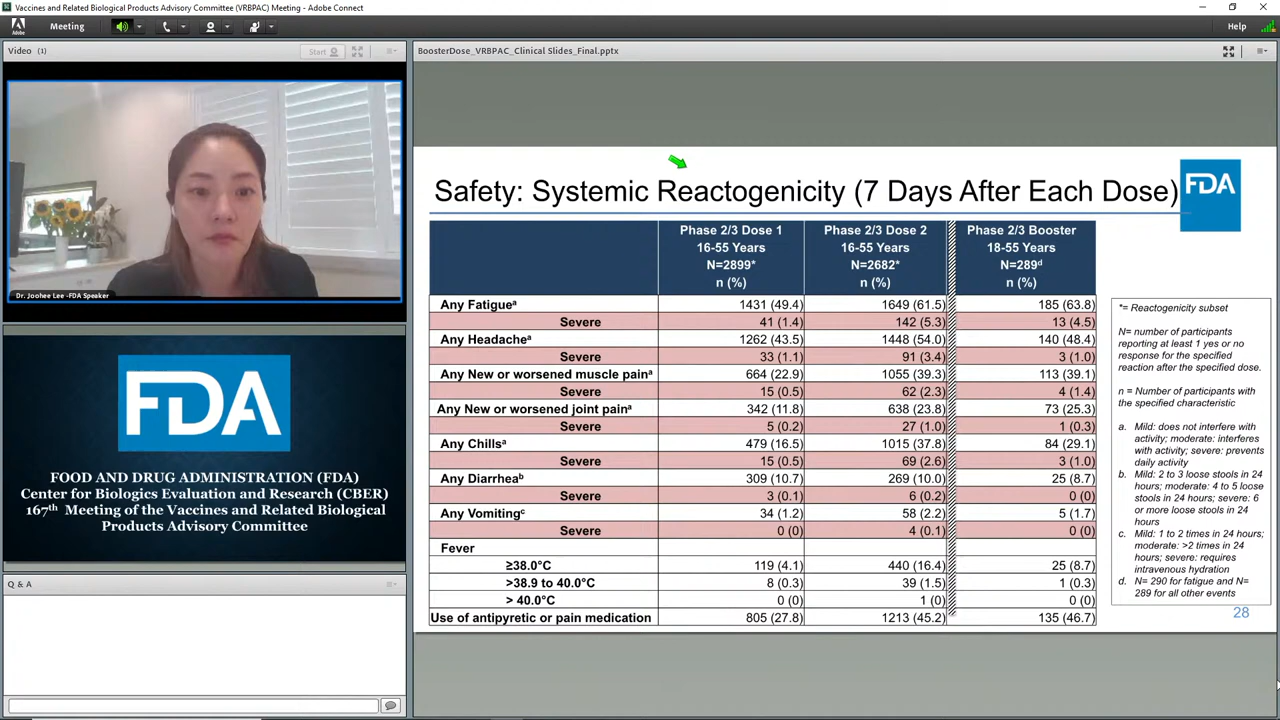 Vaccines and Related Biological Products Advisory Committee (VRBPAC) Meeting - Adobe Connect
Adobe
Meeting
Help
Video (1)
Start
Dr. Joohee Lee -FDA Speaker
FDA
FOOD AND DRUG ADMINISTRATION (FDA)
Center for Biologics Evaluation and Research (CBER)
167th Meeting of the Vaccines and Related Biological
Products Advisory Committee
Q & A
BoosterDose_VRBPAC_Clinical Slides_Final.pptx
Safety: Systemic Reactogenicity (7 Days After Each Dose)
FDA
Phase 2/3 Dose 1 16-55 Years N=2899* n (%)
Phase 2/3 Dose 2 16-55 Years N=2682* n (%)
Phase 2/3 Booster 18-55 Years N=289d n (%)
Any Fatiguea 1431 (49.4) 1649 (61.5) 185 (63.8)
Severe 41 (1.4) 142 (5.3) 13 (4.5)
Any Headachea 1262 (43.5) 1448 (54.0) 140 (48.4)
Severe 33 (1.1) 91 (3.4) 3 (1.0)
Any New or worsened muscle paina 664 (22.9) 1055 (39.3) 113 (39.1)
Severe 15 (0.5) 62 (2.3) 4 (1.4)
Any New or worsened joint paina 342 (11.8) 638 (23.8) 73 (25.3)
Severe 5 (0.2) 27 (1.0) 1 (0.3)
Any Chillsa 479 (16.5) 1015 (37.8) 84 (29.1)
Severe 15 (0.5) 69 (2.6) 3 (1.0)
Any Diarrheab 309 (10.7) 269 (10.0) 25 (8.7)
Severe 3 (0.1) 6 (0.2) 0 (0)
Any Vomitingc 34 (1.2) 58 (2.2) 5 (1.7)
Severe 0 (0) 4 (0.1) 0 (0)
Fever
≥38.0°C 119 (4.1) 440 (16.4) 25 (8.7)
>38.9 to 40.0°C 8 (0.3) 39 (1.5) 1 (0.3)
> 40.0°C 0 (0) 1 (0) 0 (0)
Use of antipyretic or pain medication 805 (27.8) 1213 (45.2) 135 (46.7)
*= Reactogenicity subset
N= number of participants
reporting at least 1 yes or no
response for the specified
reaction after the specified dose.
n = Number of participants with
the specified characteristic
a. Mild: does not interfere with
activity; moderate: interferes
with activity; severe: prevents
daily activity
b. Mild: 2 to 3 loose stools in 24
hours; moderate: 4 to 5 loose
stools in 24 hours; severe: 6
or more loose stools in 24
hours
c. Mild: 1 to 2 times in 24 hours;
moderate: >2 times in 24
hours; severe: requires
intravenous hydration
d. N= 290 for fatigue and N=
289 for all other events
28